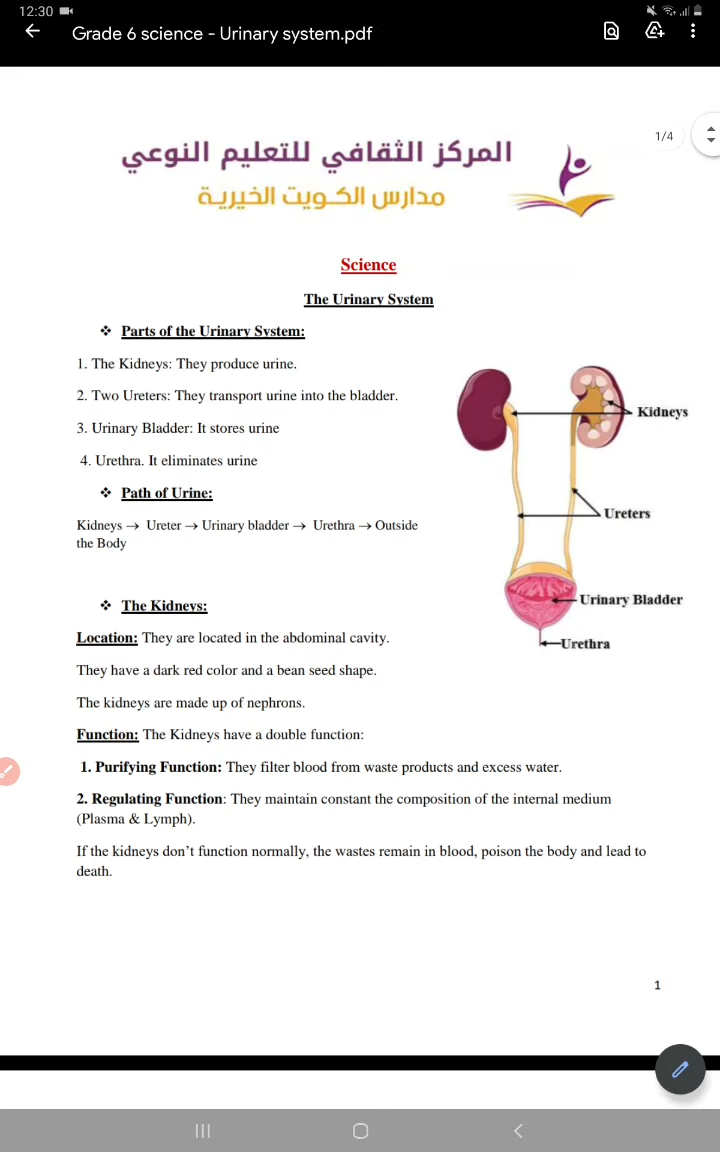 12:30
Grade 6 science - Urinary system.pdf
1/4
المركز الثقافي للتعليم النوعي
مدارس الكويت الخيرية
Science
The Urinary System
❖ Parts of the Urinary System:
1. The Kidneys: They produce urine.
2. Two Ureters: They transport urine into the bladder.
3. Urinary Bladder: It stores urine
4. Urethra. It eliminates urine
❖ Path of Urine:
Kidneys → Ureter → Urinary bladder → Urethra → Outside
the Body
Kidneys
Ureters
Urinary Bladder
Urethra
❖ The Kidneys:
Location: They are located in the abdominal cavity.
They have a dark red color and a bean seed shape.
The kidneys are made up of nephrons.
Function: The Kidneys have a double function:
1. Purifying Function: They filter blood from waste products and excess water.
2. Regulating Function: They maintain constant the composition of the internal medium
(Plasma & Lymph).
If the kidneys don’t function normally, the wastes remain in blood, poison the body and lead to
death.
1